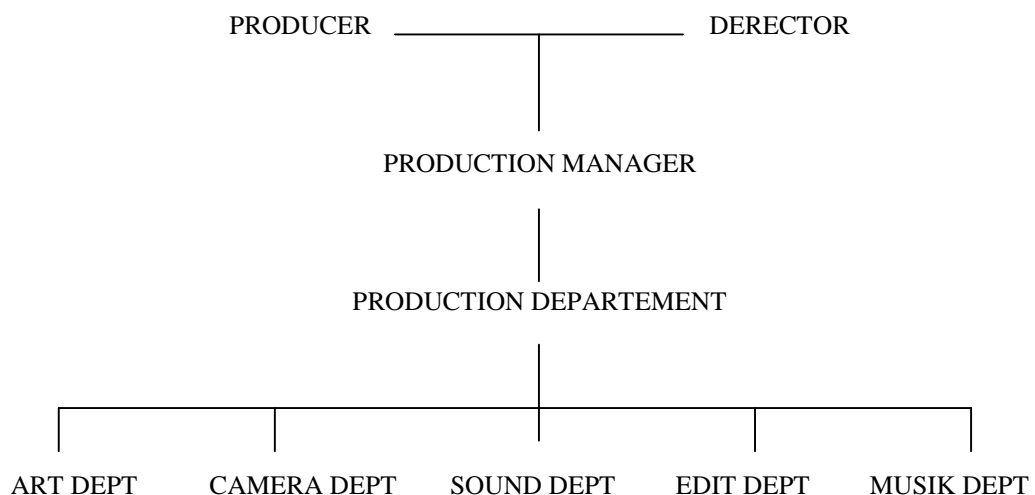 PRODUCER DERECTOR
PRODUCTION MANAGER
PRODUCTION DEPARTEMENT
ART DEPT CAMERA DEPT SOUND DEPT EDIT DEPT MUSIK DEPT